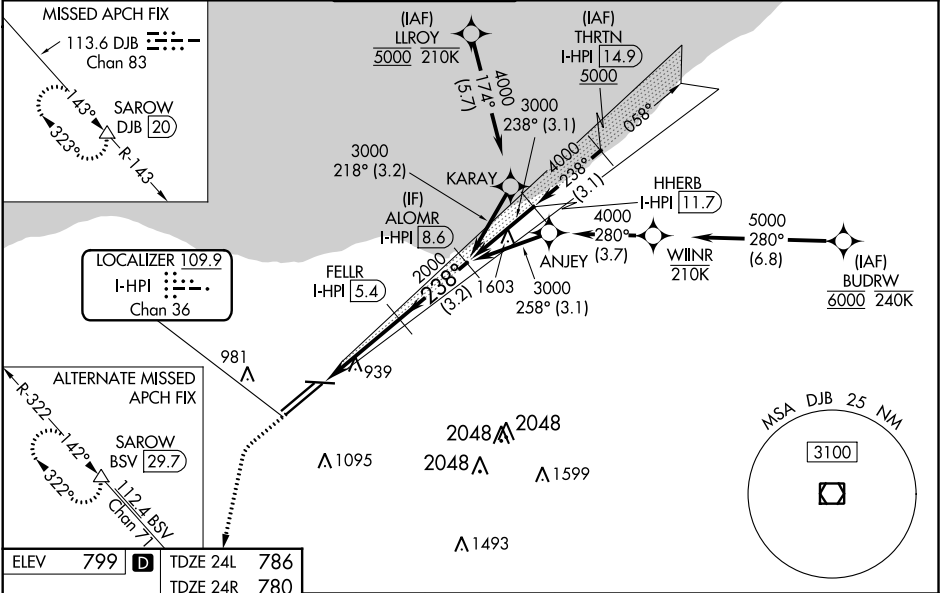 MISSED APCH FIX
113.6 DJB
Chan 83
143°
323°
SAROW
DJB 20
R-143
(IAF)
LLROY
5000 210K
4000
174°
(5.7)
(IAF)
THRTN
I-HPI 14.9
5000
3000
238° (3.1)
058°
3000
218° (3.2)
KARAY
4000
238°
(3.1)
HHERB
I-HPI 11.7
(IF)
ALOMR
I-HPI 8.6
4000
280°
(3.7)
5000
280°
(6.8)
ANJEY
WIINR
210K
(IAF)
BUDRW
6000 240K
LOCALIZER 109.9
I-HPI
Chan 36
FELLR
I-HPI 5.4
2000
238°
(3.2)
1603
3000
258° (3.1)
981
939
ALTERNATE MISSED
APCH FIX
R-322
142°
322°
SAROW
BSV 29.7
112.4 BSV
Chan 71
2048
2048
2048
1095
1599
1493
MSA DJB 25 NM
3100
ELEV 799 D TDZE 24L 786
TDZE 24R 780